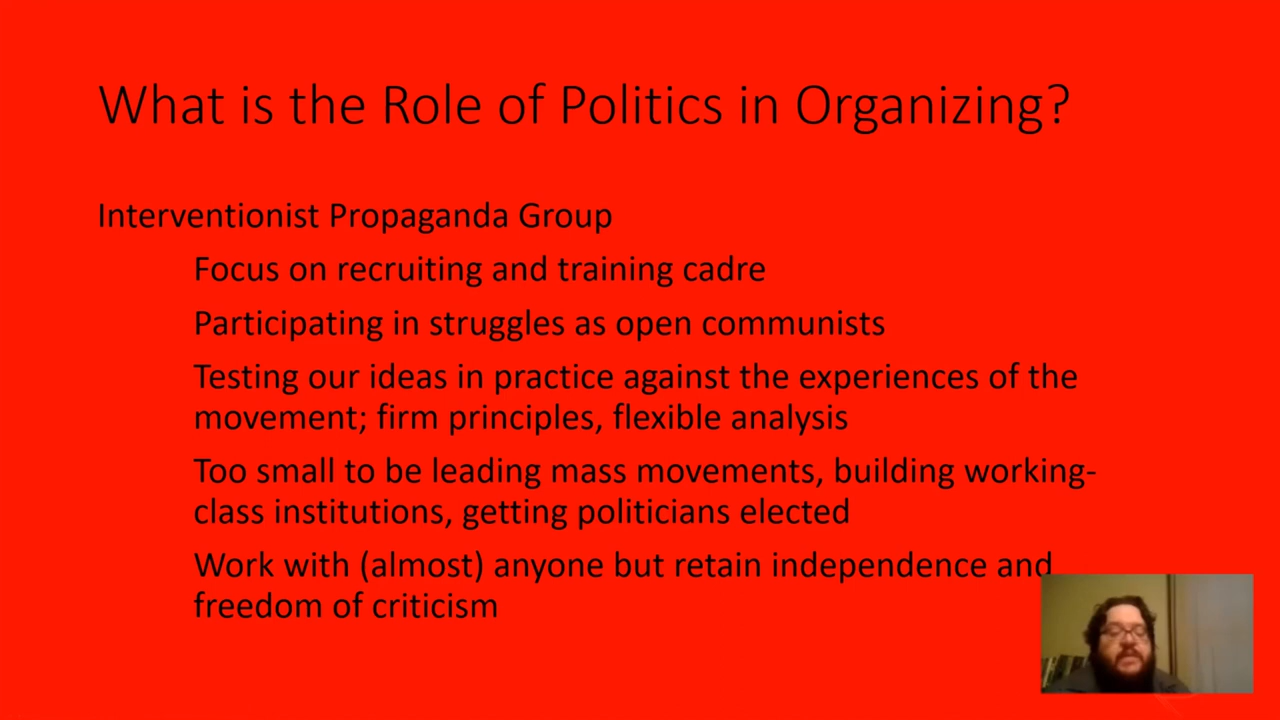 What is the Role of Politics in Organizing?
Interventionist Propaganda Group
Focus on recruiting and training cadre
Participating in struggles as open communists
Testing our ideas in practice against the experiences of the
movement; firm principles, flexible analysis
Too small to be leading mass movements, building working-
class institutions, getting politicians elected
Work with (almost) anyone but retain independence and
freedom of criticism